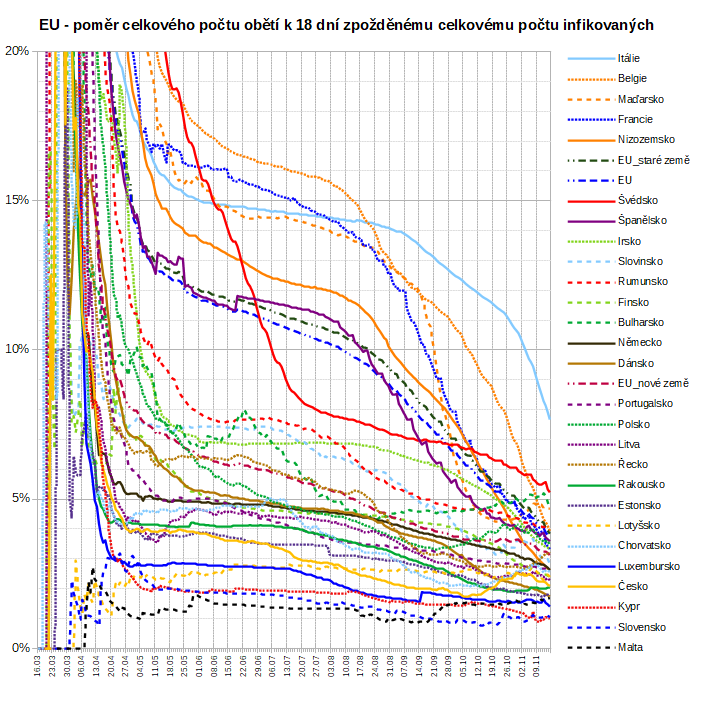 EU - poměr celkového počtu obětí k 18 dní zpožděnému celkovému počtu infikovaných
20%
15%
10%
5%
0%
16.03
23.03
30.03
06.04
13.04
20.04
27.04
04.05
11.05
18.05
25.05
01.06
08.06
15.06
22.06
29.06
06.07
13.07
20.07
27.07
03.08
10.08
17.08
24.08
31.08
07.09
14.09
21.09
28.09
05.10
12.10
19.10
26.10
02.11
09.11
Itálie
Belgie
Maďarsko
Francie
Nizozemsko
EU_staré země
EU
Švédsko
Španělsko
Irsko
Slovinsko
Rumunsko
Finsko
Bulharsko
Německo
Dánsko
EU_nové země
Portugalsko
Polsko
Litva
Řecko
Rakousko
Estonsko
Lotyšsko
Chorvatsko
Luxembursko
Česko
Kypr
Slovensko
Malta